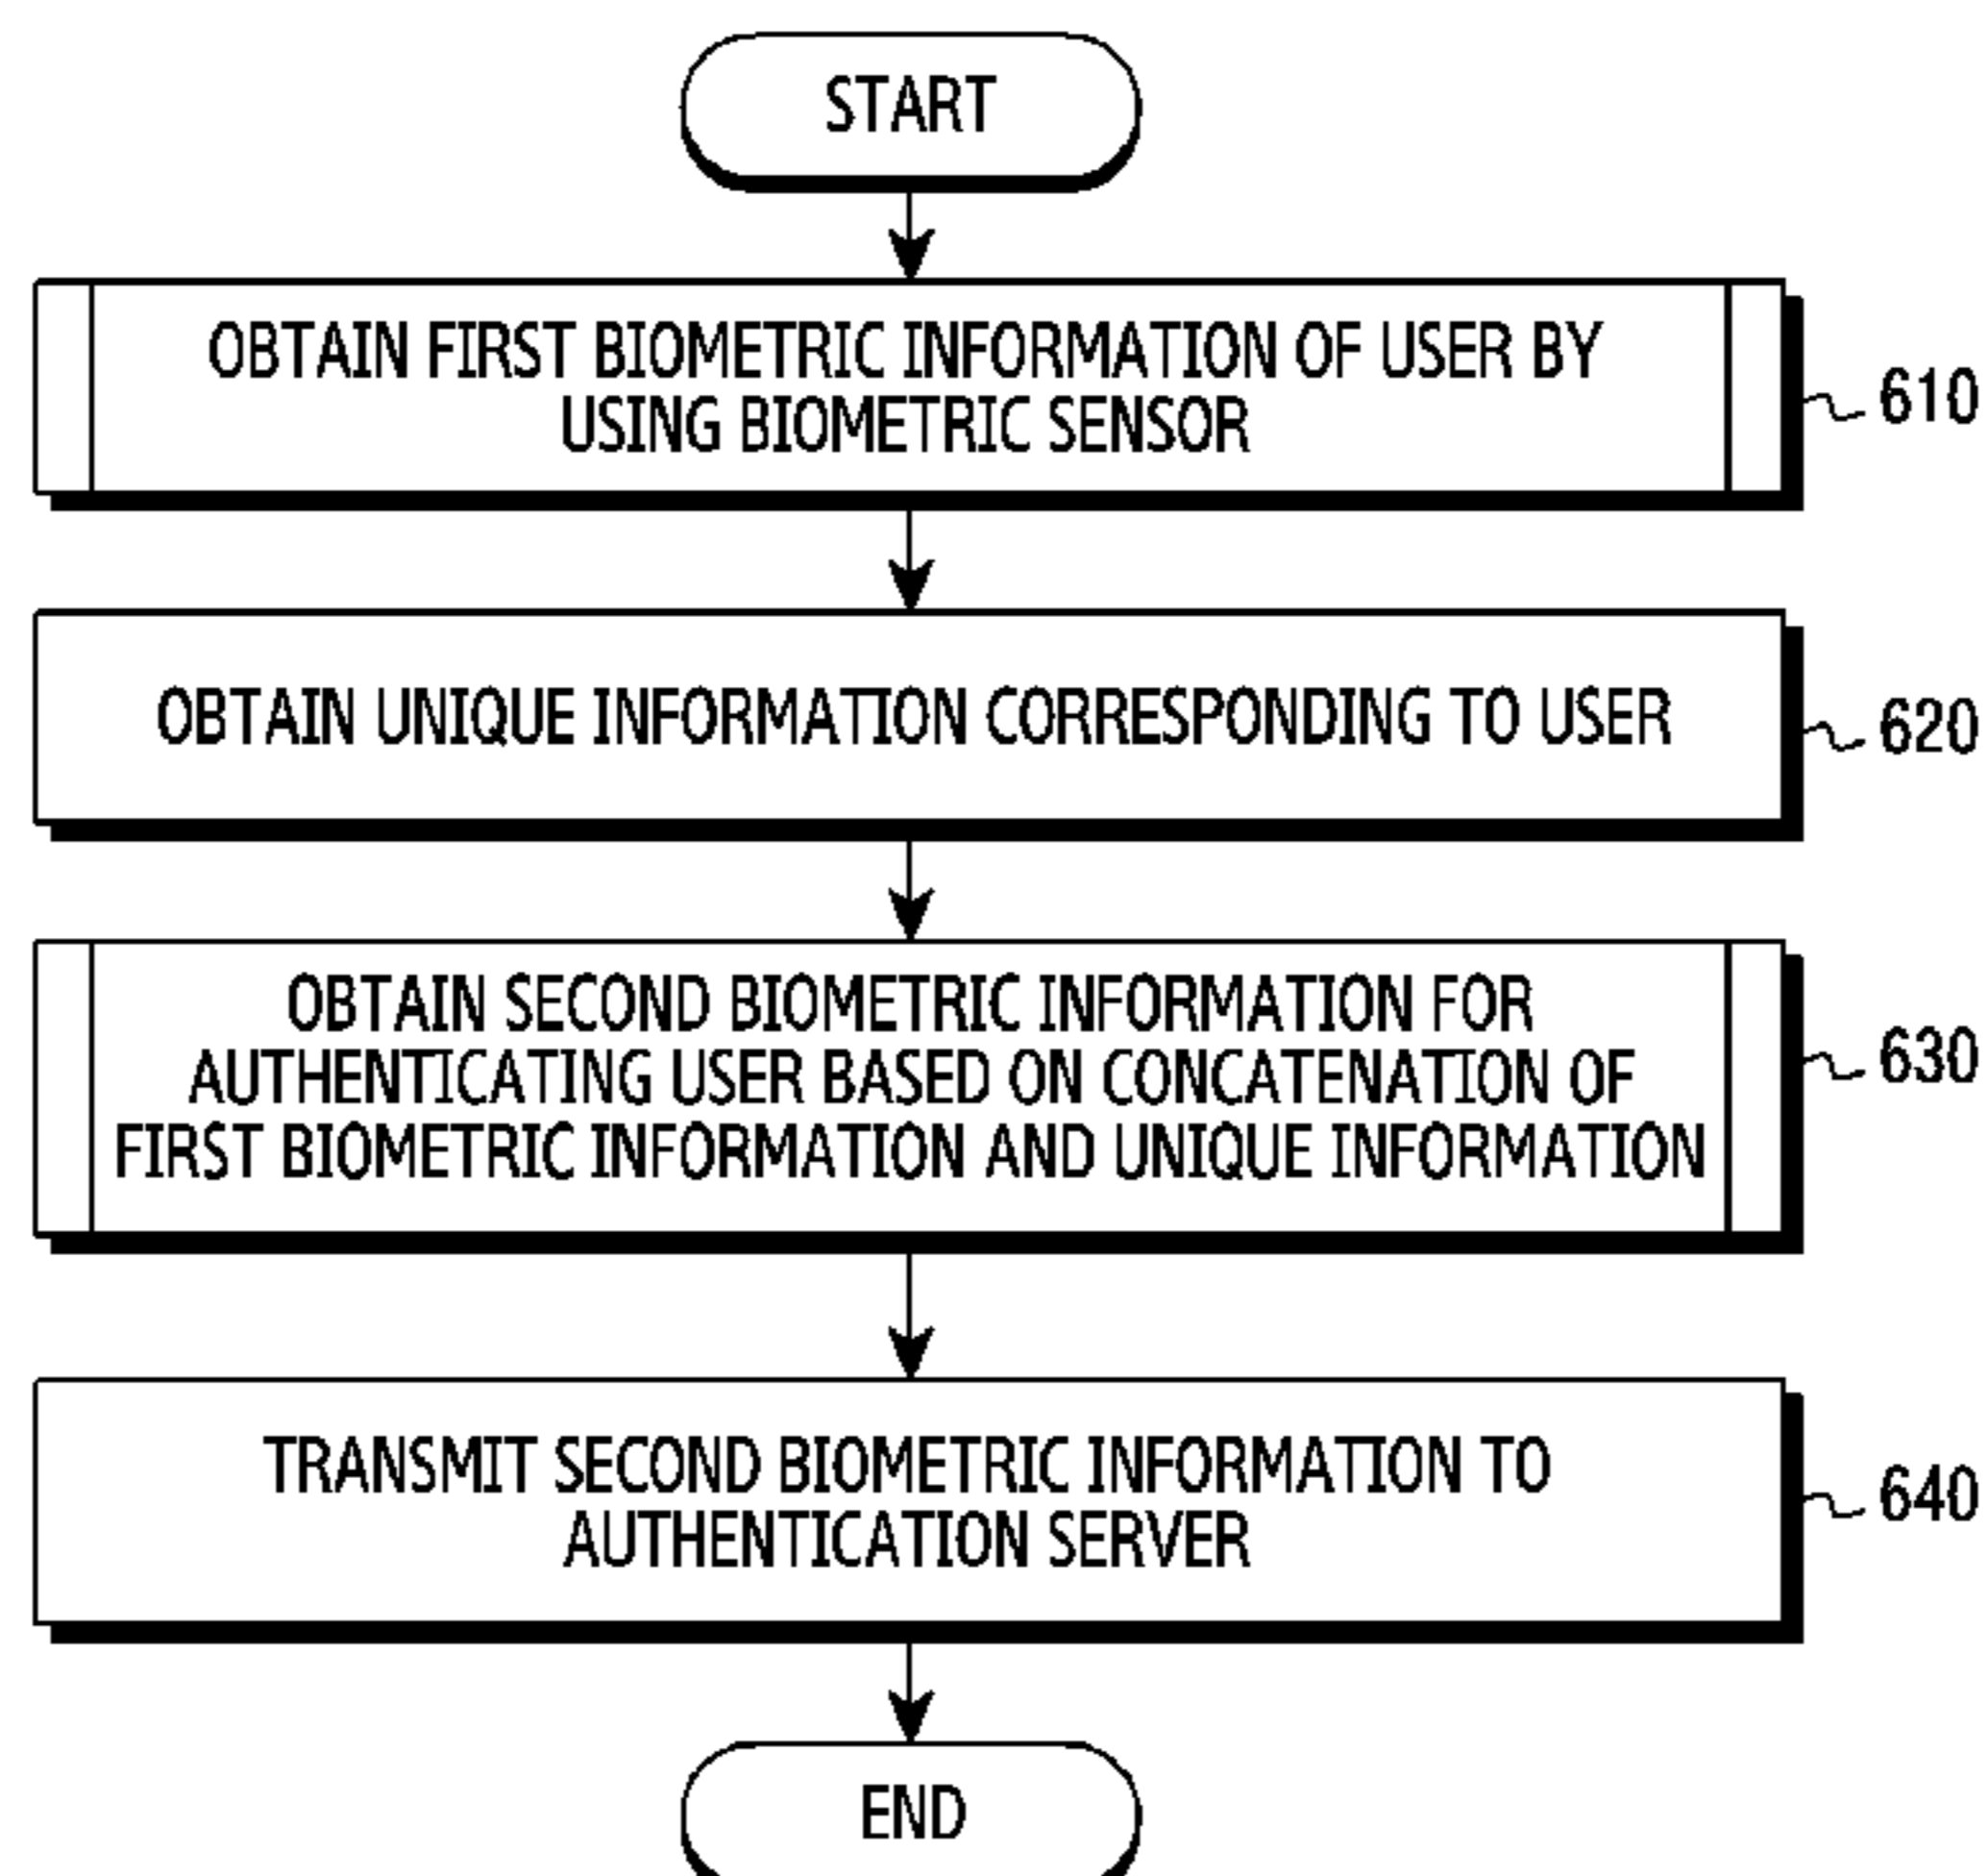 START
OBTAIN FIRST BIOMETRIC INFORMATION OF USER BY
USING BIOMETRIC SENSOR
610
OBTAIN UNIQUE INFORMATION CORRESPONDING TO USER
620
OBTAIN SECOND BIOMETRIC INFORMATION FOR
AUTHENTICATING USER BASED ON CONCATENATION OF
FIRST BIOMETRIC INFORMATION AND UNIQUE INFORMATION
630
TRANSMIT SECOND BIOMETRIC INFORMATION TO
AUTHENTICATION SERVER
640
END